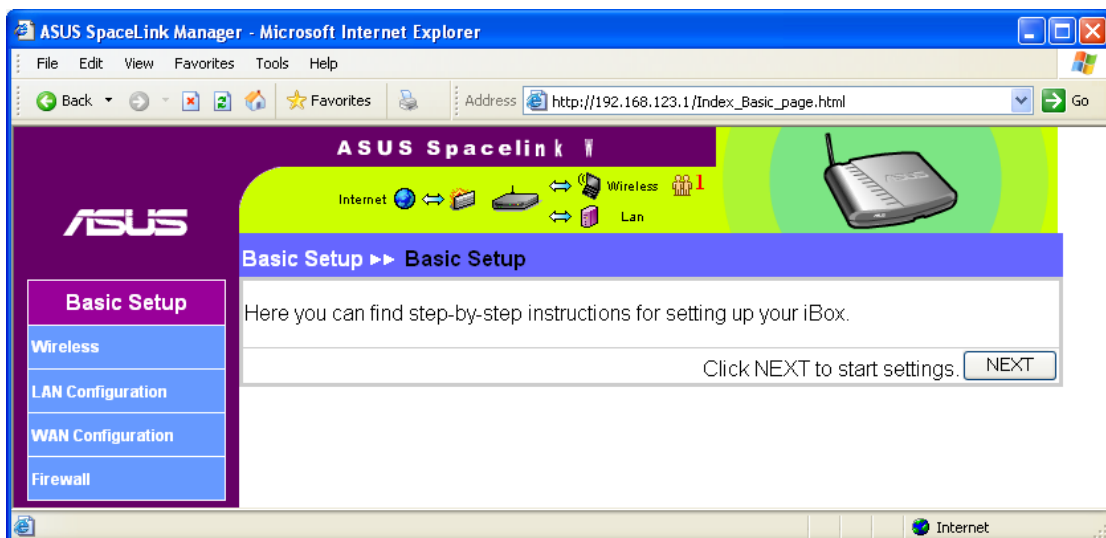 ASUS SpaceLink Manager - Microsoft Internet Explorer
File Edit View Favorites Tools Help
Back Favorites Address http://192.168.123.1/Index_Basic_page.html Go
ASUS Spacelink W
Internet Wireless 1
Lan
ASUS
Basic Setup Basic Setup
Basic Setup
Here you can find step-by-step instructions for setting up your iBox.
Wireless
Click NEXT to start settings. NEXT
LAN Configuration
WAN Configuration
Firewall
Internet